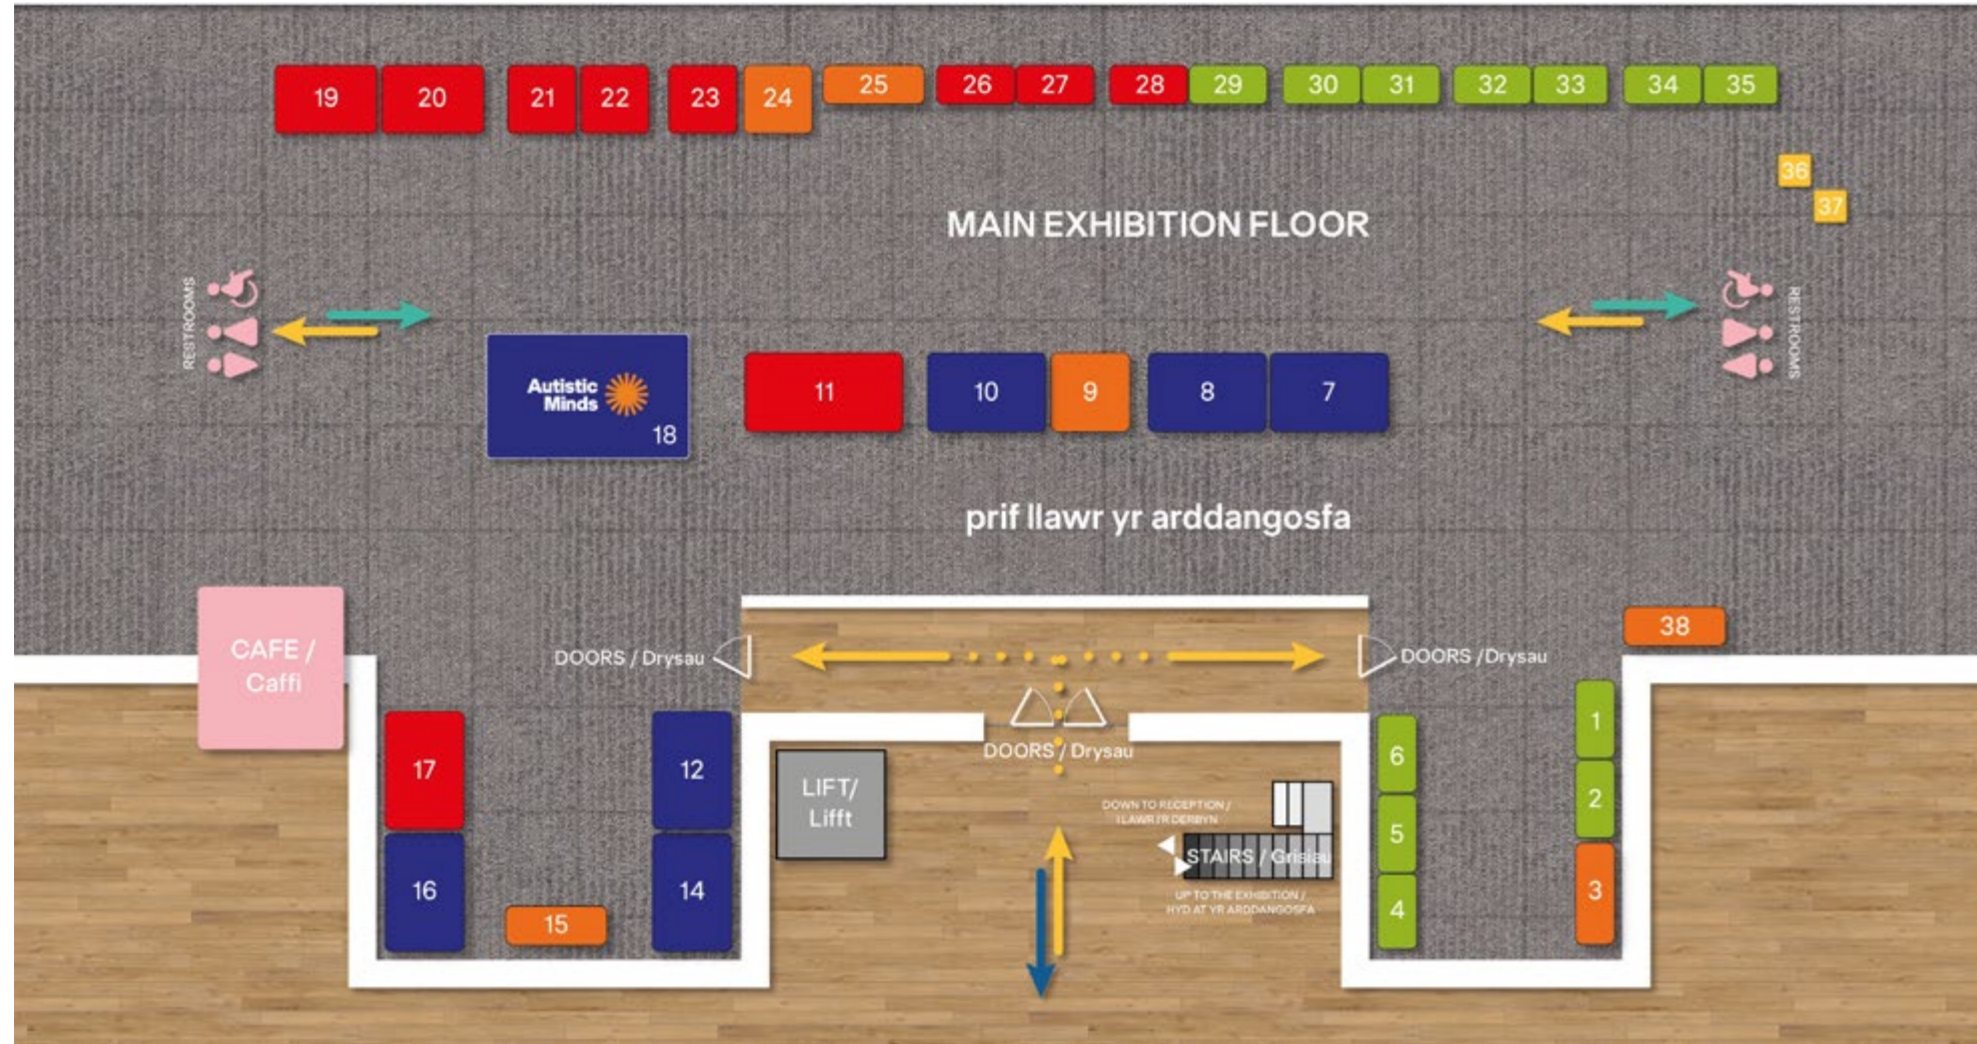 19 20 21 22 23 24 25 26 27 28 29 30 31 32 33 34 35
36
37
MAIN EXHIBITION FLOOR
RESTROOMS
RESTROOMS
Autistic
Minds
18
11 10 9 8 7
prif llawr yr arddangosfa
CAFE /
Caffi
DOORS / Drysau
DOORS /Drysau
38
17
12
16
14
15
DOORS / Drysau
LIFT/
Lifft
DOWN TO RECEPTION /
I LAWR I'R DERBYN
STAIRS / Grisiau
UP TO THE EXHIBITION /
HYD AT YR ARDDANGOSFA
6
5
4
1
2
3